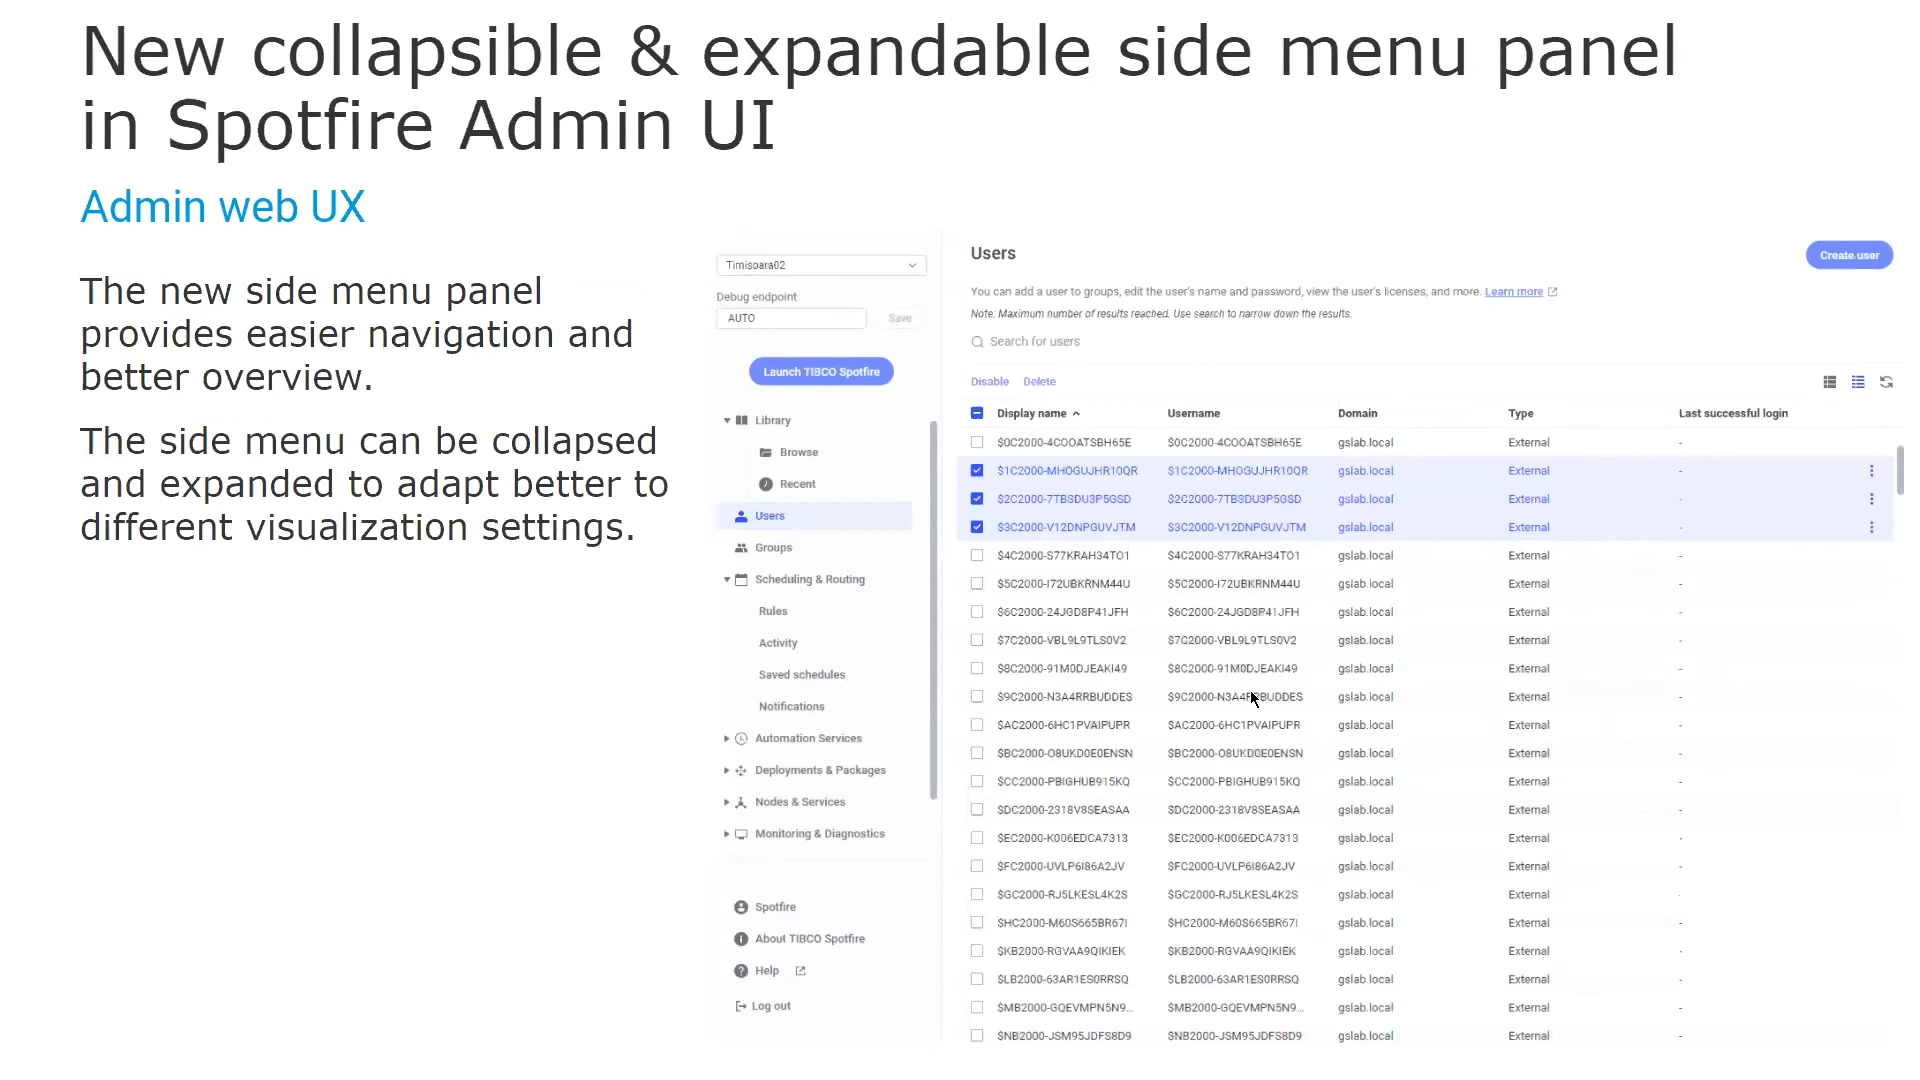 New collapsible & expandable side menu panel
in Spotfire Admin UI
Admin web UX
The new side menu panel
provides easier navigation and
better overview.
The side menu can be collapsed
and expanded to adapt better to
different visualization settings.
Timisoara02
Debug endpoint
AUTO Save
Launch TIBCO Spotfire
Library
Browse
Recent
Users
Groups
Scheduling & Routing
Rules
Activity
Saved schedules
Notifications
Automation Services
Deployments & Packages
Nodes & Services
Monitoring & Diagnostics
Spotfire
About TIBCO Spotfire
Help
Log out
Users Create user
You can add a user to groups, edit the user's name and password, view the user's licenses, and more. Learn more
Note: Maximum number of results reached. Use search to narrow down the results.
Search for users
Disable Delete
Display name Username Domain Type Last successful login
$0C2000-4COOATSBH65E $0C2000-4COOATSBH65E gslab.local External -
$1C2000-MHOGUJHR10QR $1C2000-MHOGUJHR10QR gslab.local External -
$2C2000-7TBSDU3P5GSD $2C2000-7TBSDU3P5GSD gslab.local External -
$3C2000-V12DNPGUVJTM $3C2000-V12DNPGUVJTM gslab.local External -
$4C2000-S77KRAH34TO1 $4C2000-S77KRAH34TO1 gslab.local External -
$5C2000-I72UBKRNM44U $5C2000-I72UBKRNM44U gslab.local External -
$6C2000-24JGD8P41JFH $6C2000-24JGD8P41JFH gslab.local External -
$7C2000-VBL9L9TLS0V2 $7C2000-VBL9L9TLS0V2 gslab.local External -
$8C2000-91M0DJEAKI49 $8C2000-91M0DJEAKI49 gslab.local External -
$9C2000-N3A4RRBUDDES $9C2000-N3A4RRBUDDES gslab.local External -
$AC2000-6HC1PVAIPUPR $AC2000-6HC1PVAIPUPR gslab.local External -
$BC2000-O8UKD0E0ENSN $BC2000-O8UKD0E0ENSN gslab.local External -
$CC2000-PBIGHUB915KQ $CC2000-PBIGHUB915KQ gslab.local External -
$DC2000-2318V8SEASAA $DC2000-2318V8SEASAA gslab.local External -
$EC2000-K006EDCA7313 $EC2000-K006EDCA7313 gslab.local External -
$FC2000-UVLP6I86A2JV $FC2000-UVLP6I86A2JV gslab.local External -
$GC2000-RJ5LKESL4K2S $GC2000-RJ5LKESL4K2S gslab.local External -
$HC2000-M60S665BR67I $HC2000-M60S665BR67I gslab.local External -
$KB2000-RGVAA9QIKIEK $KB2000-RGVAA9QIKIEK gslab.local External -
$LB2000-63AR1ES0RRSQ $LB2000-63AR1ES0RRSQ gslab.local External -
$MB2000-GQEVMPN5N9... $MB2000-GQEVMPN5N9... gslab.local External -
$NB2000-JSM95JDFS8D9 $NB2000-JSM95JDFS8D9 gslab.local External -